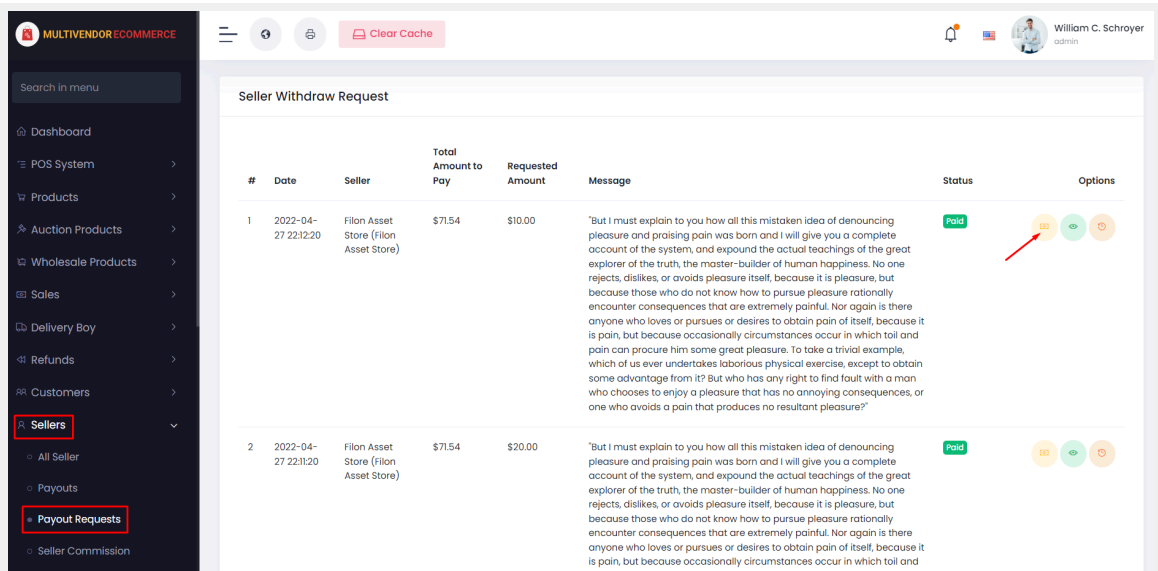 MULTIVENDOR ECOMMERCE
Clear Cache
William C. Schroyer
admin
Search in menu
Dashboard
POS System
Products
Auction Products
Wholesale Products
Sales
Delivery Boy
Refunds
Customers
Sellers
All Seller
Payouts
Payout Requests
Seller Commission
Seller Withdraw Request
# Date Seller Total Amount to Pay Requested Amount Message Status Options
1 2022-04-27 22:12:20 Filon Asset Store (Filon Asset Store) $71.54 $10.00 Paid
"But I must explain to you how all this mistaken idea of denouncing
pleasure and praising pain was born and I will give you a complete
account of the system, and expound the actual teachings of the great
explorer of the truth, the master-builder of human happiness. No one
rejects, dislikes, or avoids pleasure itself, because it is pleasure, but
because those who do not know how to pursue pleasure rationally
encounter consequences that are extremely painful. Nor again is there
anyone who loves or pursues or desires to obtain pain of itself, because it
is pain, but because occasionally circumstances occur in which toil and
pain can procure him some great pleasure. To take a trivial example,
which of us ever undertakes laborious physical exercise, except to obtain
some advantage from it? But who has any right to find fault with a man
who chooses to enjoy a pleasure that has no annoying consequences, or
one who avoids a pain that produces no resultant pleasure?"
2 2022-04-27 22:11:20 Filon Asset Store (Filon Asset Store) $71.54 $20.00 Paid
"But I must explain to you how all this mistaken idea of denouncing
pleasure and praising pain was born and I will give you a complete
account of the system, and expound the actual teachings of the great
explorer of the truth, the master-builder of human happiness. No one
rejects, dislikes, or avoids pleasure itself, because it is pleasure, but
because those who do not know how to pursue pleasure rationally
encounter consequences that are extremely painful. Nor again is there
anyone who loves or pursues or desires to obtain pain of itself, because it
is pain, but because occasionally circumstances occur in which toil and